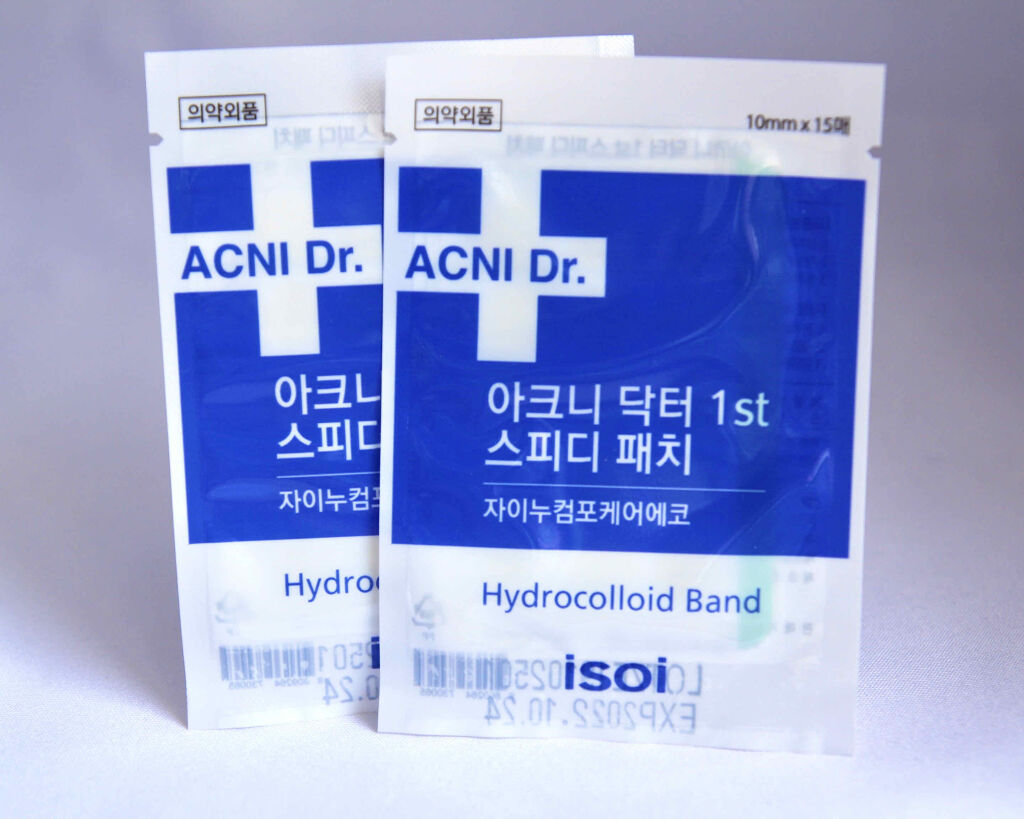 의약외품
ACNI Dr.
아크니
스피디
자이누컴포
Hydroc
의약외품
10mm x 15매
ACNI Dr.
아크니 닥터 1st
스피디 패치
자이누컴포케어에코
Hydrocolloid Band
isoi
EXP2022.10.24